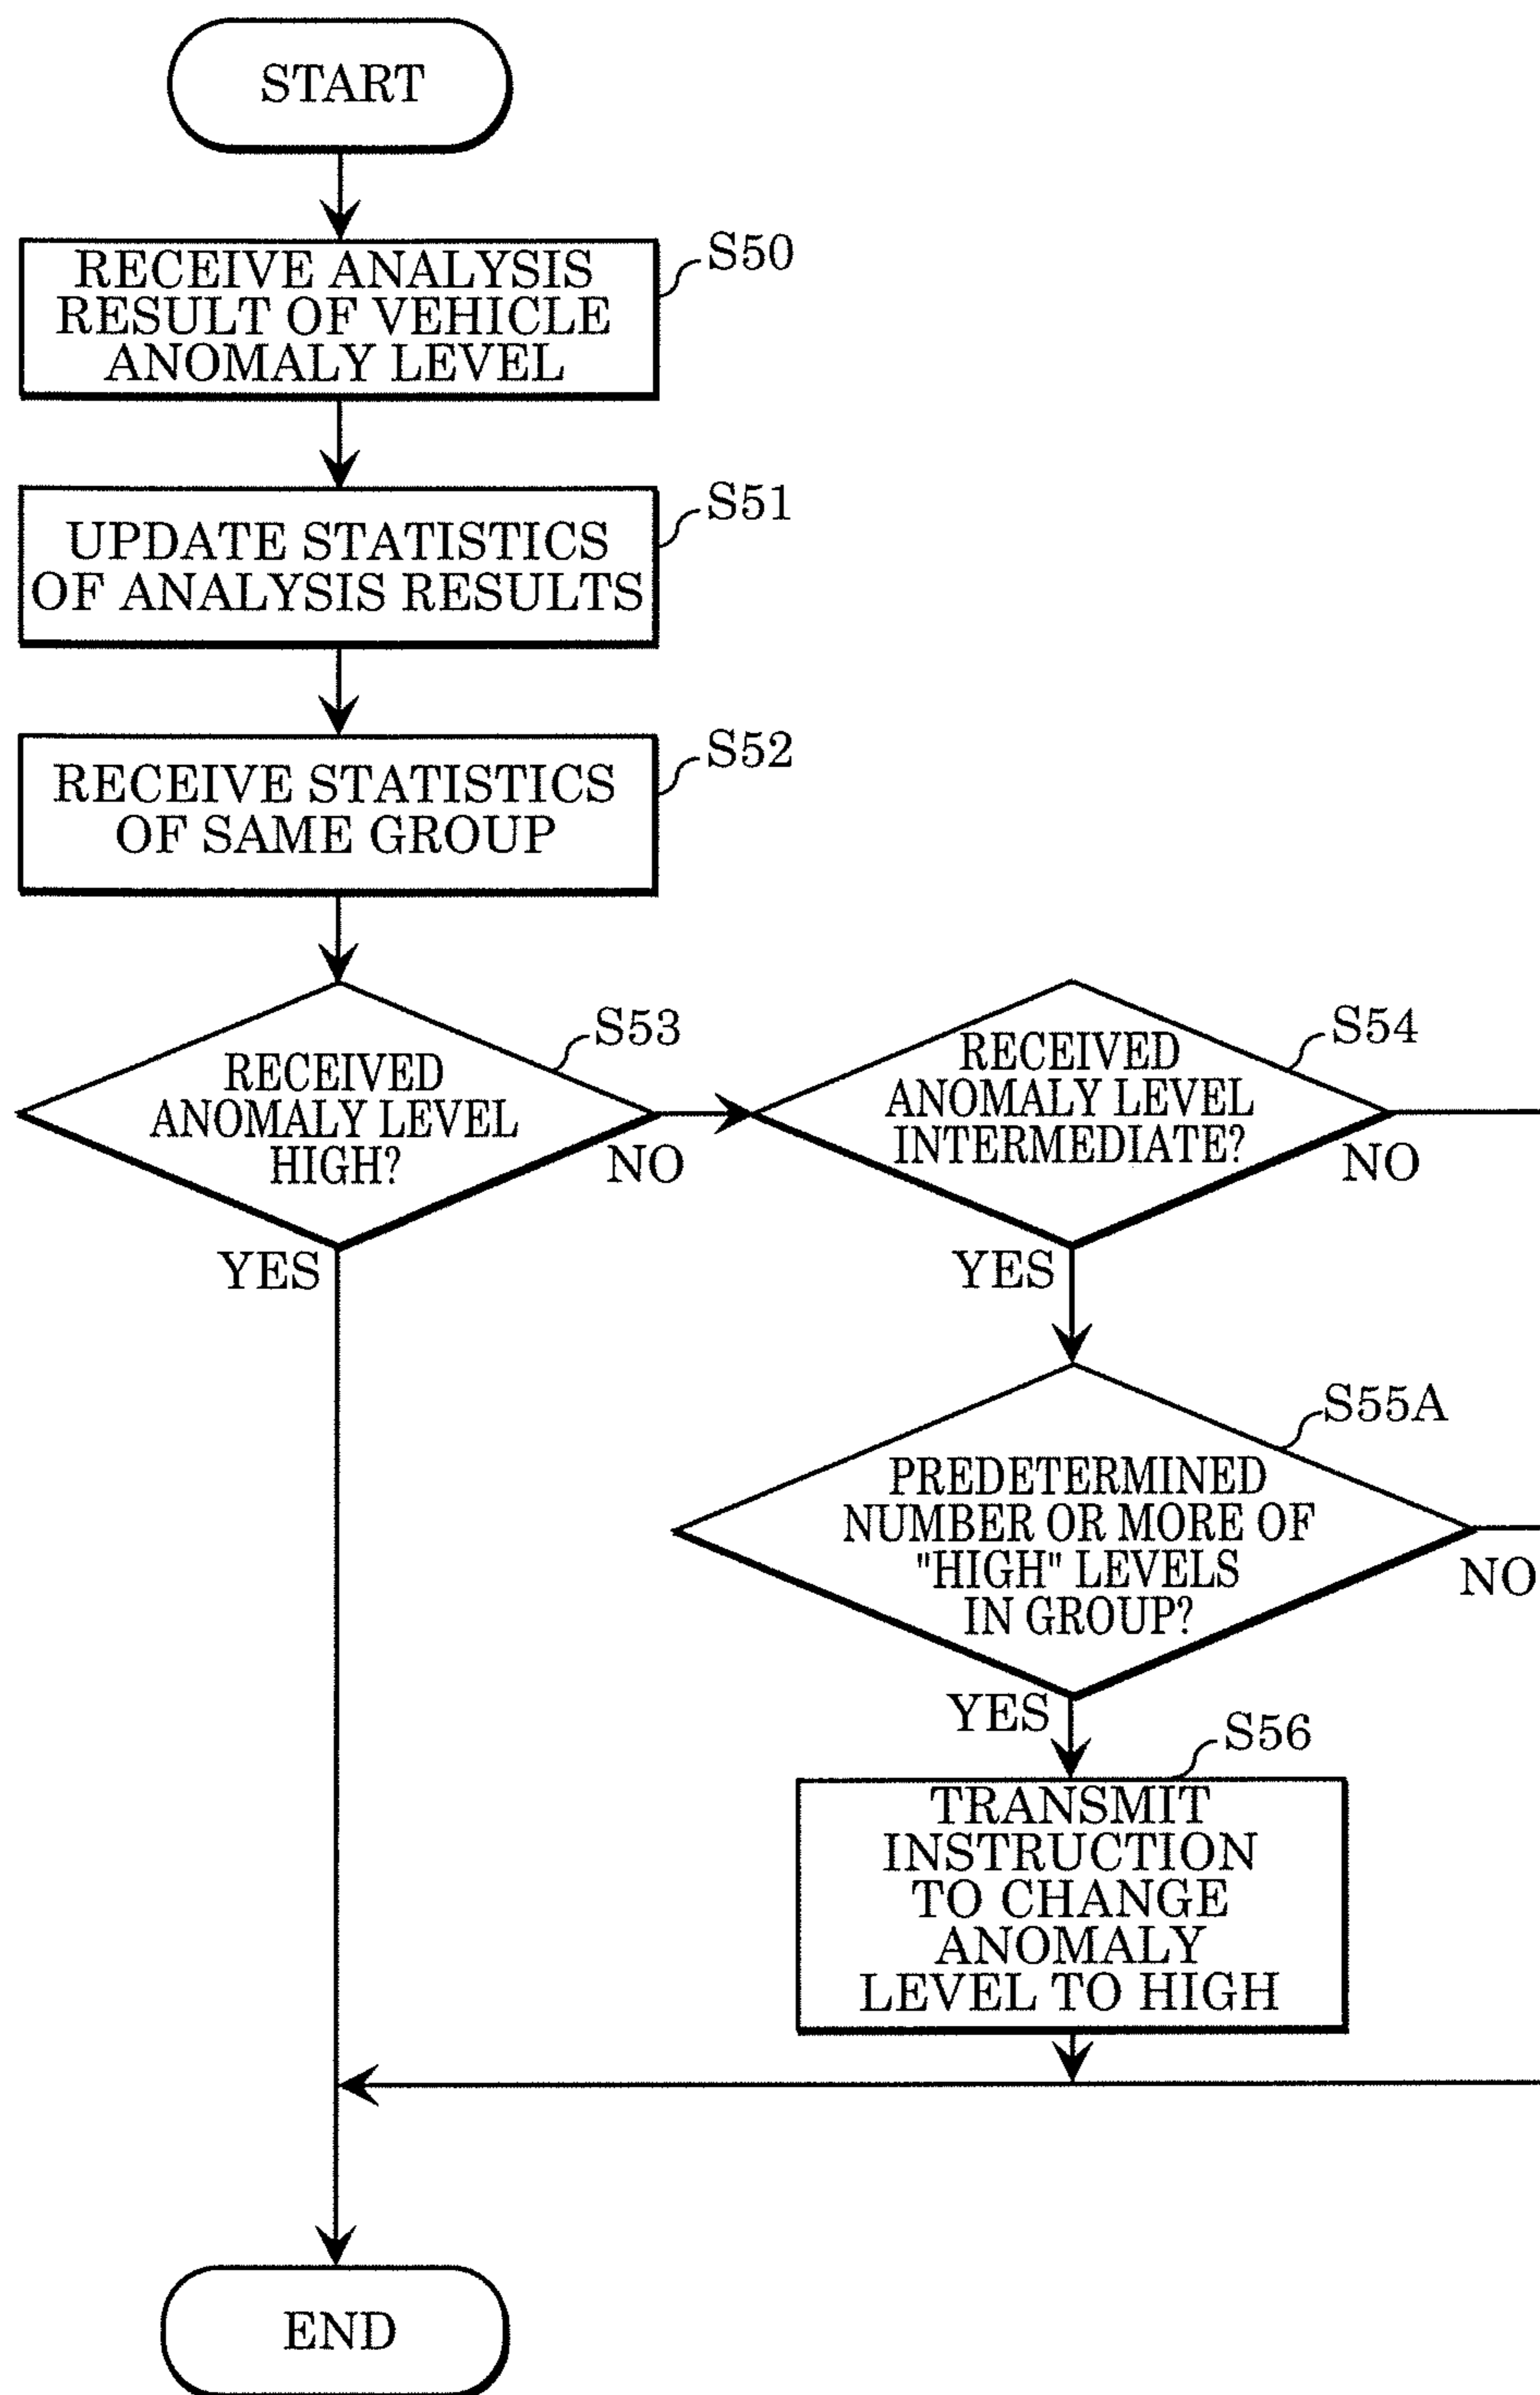 START
S50
RECEIVE ANALYSIS
RESULT OF VEHICLE
ANOMALY LEVEL
S51
UPDATE STATISTICS
OF ANALYSIS RESULTS
S52
RECEIVE STATISTICS
OF SAME GROUP
S53
RECEIVED
ANOMALY LEVEL
HIGH?
NO
YES
S54
RECEIVED
ANOMALY LEVEL
INTERMEDIATE?
NO
YES
S55A
PREDETERMINED
NUMBER OR MORE OF
"HIGH" LEVELS
IN GROUP?
NO
YES
S56
TRANSMIT
INSTRUCTION
TO CHANGE
ANOMALY
LEVEL TO HIGH
END